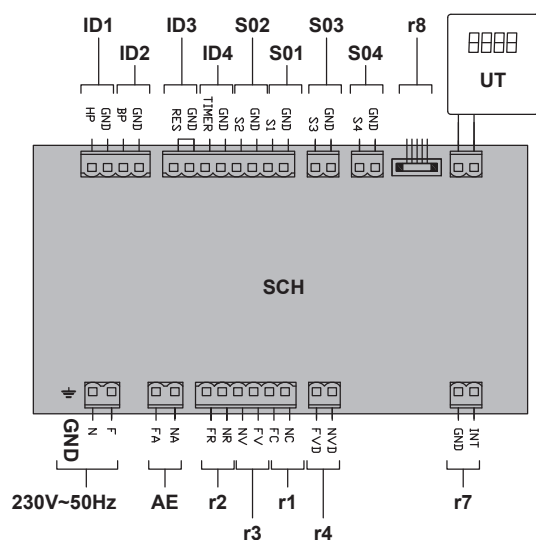 ID1 ID3 S02 S03 r8
ID2 ID4 S01 S04
UT
HP GND BP GND RES GND TIMER GND S2 GND S1 GND S3 GND S4 GND
SCH
GND N F FA NA FR NR NV FV FC NC FVD NVD GND INT
230V~50Hz AE r2 r1 r7
r3 r4